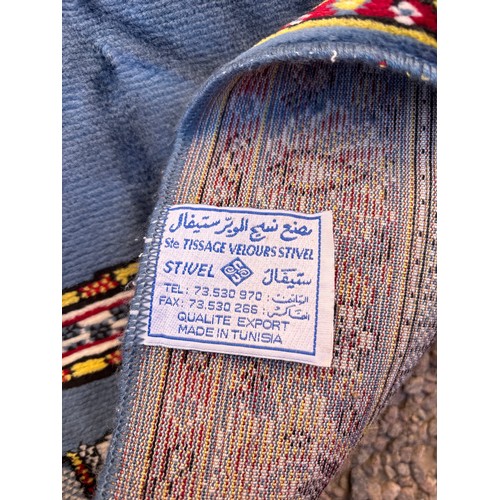 مصنع نسيج الموبر ستيفال
Ste TISSAGE VELOURS STIVEL
STIVEL ستيفال
TEL: 73.530 970 : الهاتف
FAX: 73.530 266 : الفاكس
QUALITE EXPORT
MADE IN TUNISIA